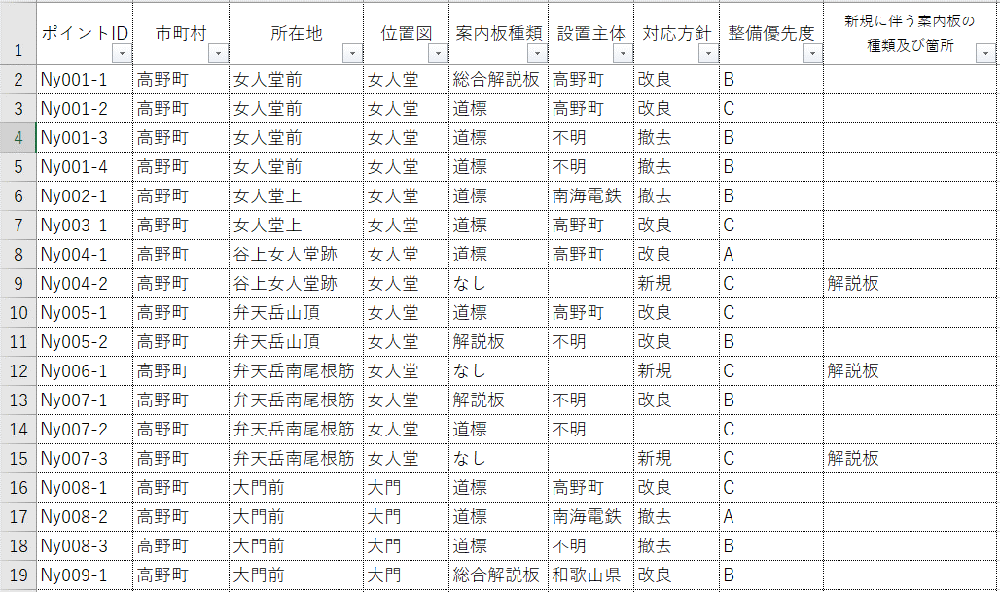 1 ポイントID 市町村 所在地 位置図 案内板種類 設置主体 対応方針 整備優先度 新規に伴う案内板の
種類及び箇所
2 Ny001-1 高野町 女人堂前 女人堂 総合解説板 高野町 改良 B
3 Ny001-2 高野町 女人堂前 女人堂 道標 高野町 改良 C
4 Ny001-3 高野町 女人堂前 女人堂 道標 不明 撤去 B
5 Ny001-4 高野町 女人堂前 女人堂 道標 不明 撤去 B
6 Ny002-1 高野町 女人堂上 女人堂 道標 南海電鉄 撤去 B
7 Ny003-1 高野町 女人堂上 女人堂 道標 高野町 改良 C
8 Ny004-1 高野町 谷上女人堂跡 女人堂 道標 高野町 改良 A
9 Ny004-2 高野町 谷上女人堂跡 女人堂 なし 新規 C 解説板
10 Ny005-1 高野町 弁天岳山頂 女人堂 道標 高野町 改良 C
11 Ny005-2 高野町 弁天岳山頂 女人堂 解説板 不明 改良 B
12 Ny006-1 高野町 弁天岳南尾根筋 女人堂 なし 新規 C 解説板
13 Ny007-1 高野町 弁天岳南尾根筋 女人堂 解説板 不明 改良 B
14 Ny007-2 高野町 弁天岳南尾根筋 女人堂 道標 不明 C
15 Ny007-3 高野町 弁天岳南尾根筋 女人堂 なし 新規 C 解説板
16 Ny008-1 高野町 大門前 大門 道標 高野町 改良 C
17 Ny008-2 高野町 大門前 大門 道標 南海電鉄 撤去 A
18 Ny008-3 高野町 大門前 大門 道標 不明 撤去 B
19 Ny009-1 高野町 大門前 大門 総合解説板 和歌山県 改良 B